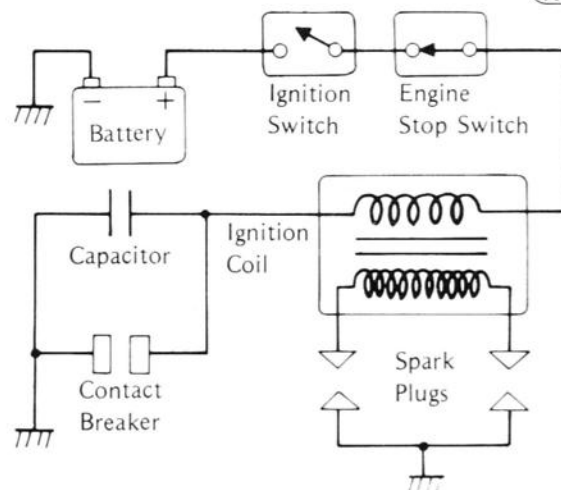 − +
Battery
Ignition
Switch
Engine
Stop Switch
Capacitor
Ignition
Coil
Contact
Breaker
Spark
Plugs